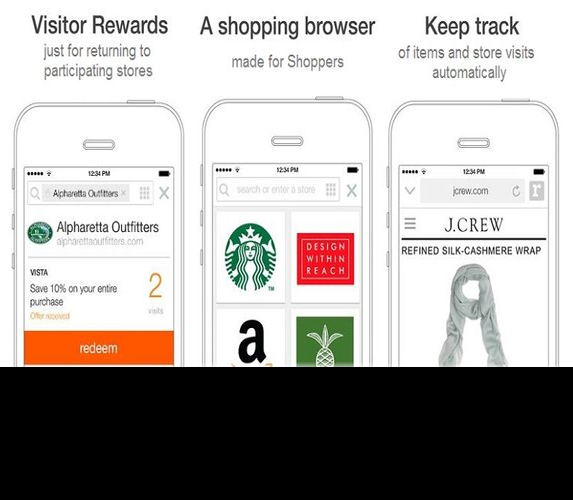 Visitor Rewards
just for returning to
participating stores
12:34 PM
Alpharetta Outfitters ×
Alpharetta Outfitters
alpharettaoutfitters.com
VISTA
Save 10% on your entire
purchase
Offer received
2
visits
redeem
A shopping browser
made for Shoppers
12:34 PM
search or enter a store
TM
DESIGN
WITHIN
REACH
a
Keep track
of items and store visits
automatically
12:34 PM
jcrew.com
r
J.CREW
REFINED SILK-CASHMERE WRAP